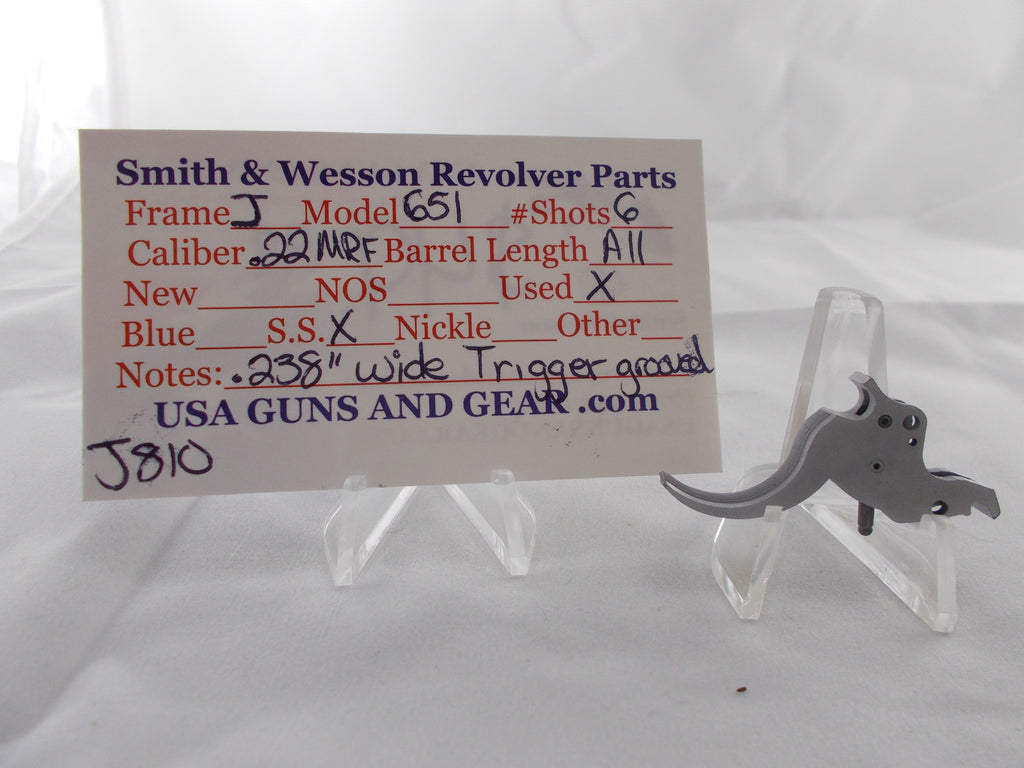 Smith & Wesson Revolver Parts
Frame J Model 651 #Shots 6
Caliber .22 MRF Barrel Length All
New NOS Used X
Blue S.S. X Nickle Other
Notes: .238" wide Trigger grooved
USA GUNS AND GEAR .com
J810